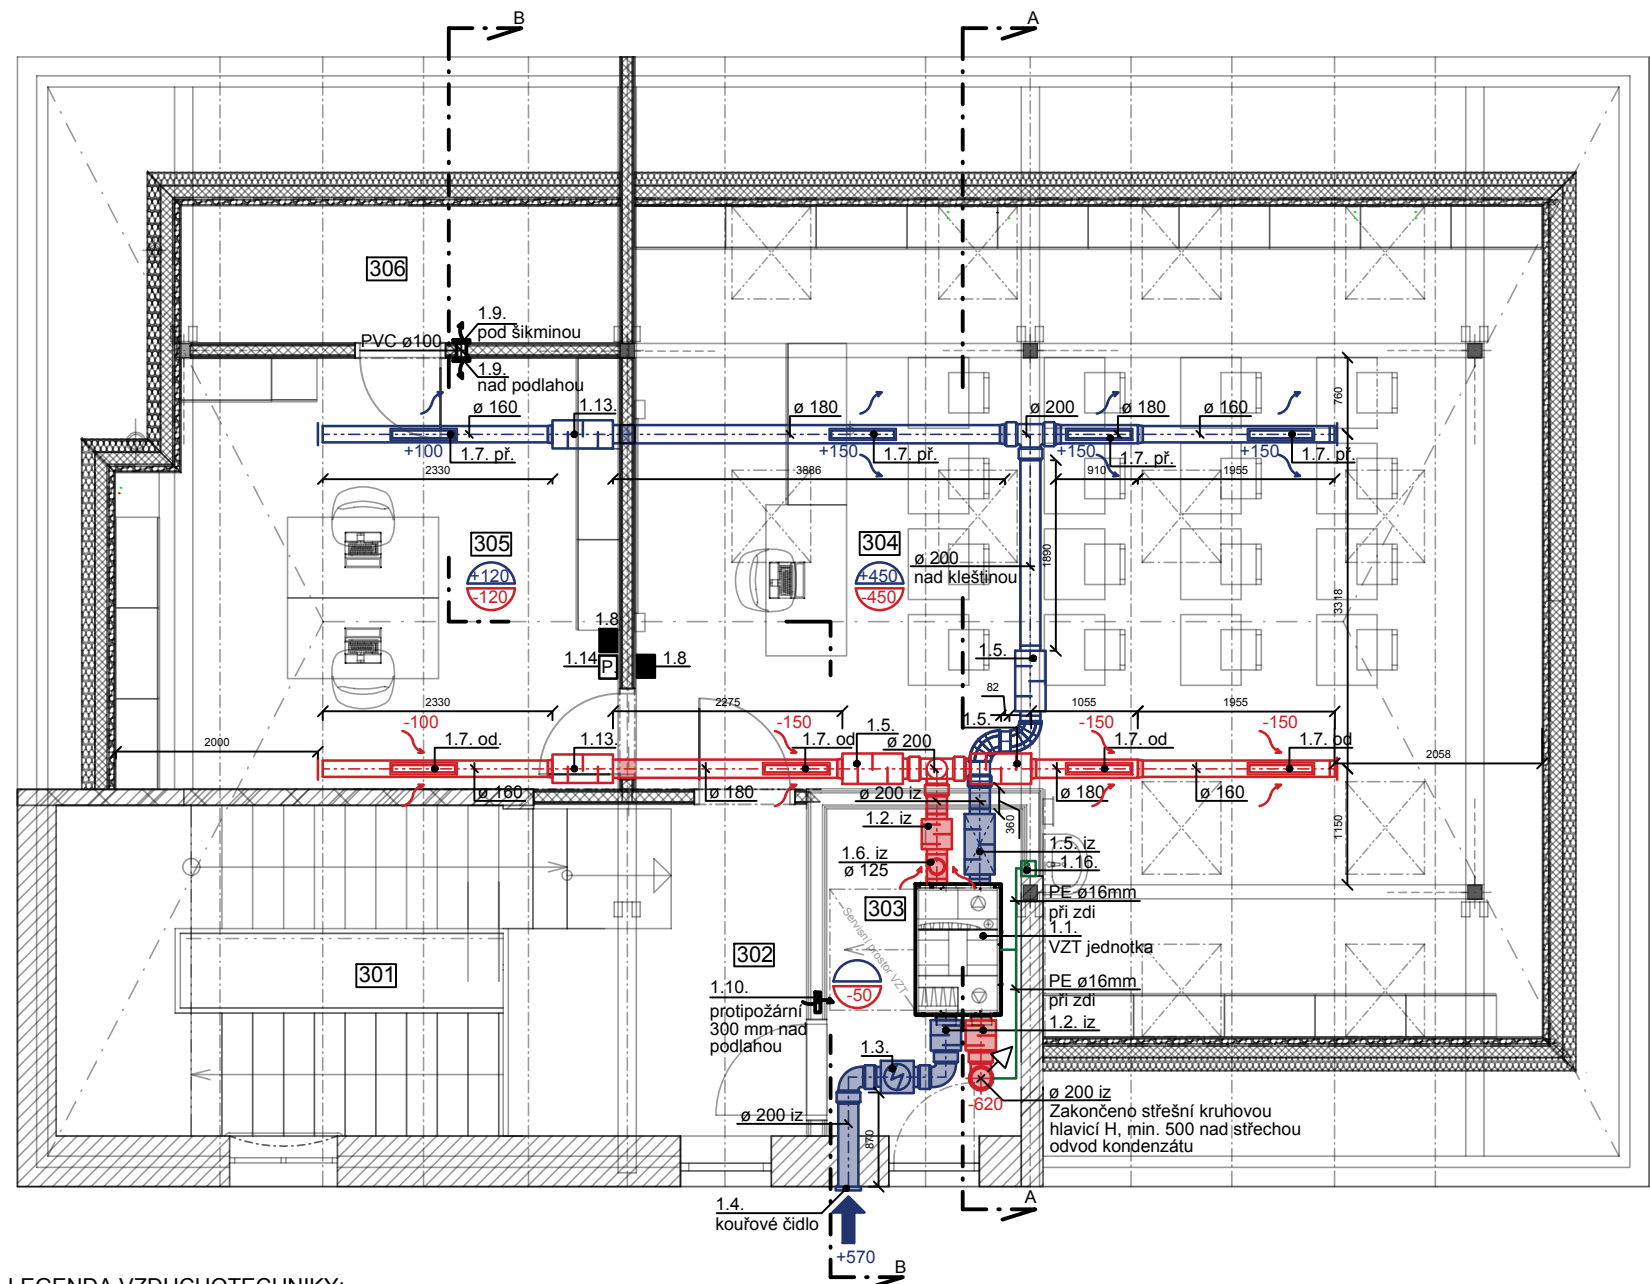 B
A
306
1.9.
pod šikminou
PVC ø100
1.9.
nad podlahou
ø 160
1.13.
ø 180
ø 200
ø 180
ø 160
760
+100
1.7. př.
+150
1.7. př.
+150
1.7. př.
+150
1.7. př.
2330
3886
910
1955
305
+120
-120
304
+450
-450
ø 200
nad kleštinou
1890
3318
1.8
1.14
P
1.8
1.5.
82
2330
2275
1055
1955
-100
-150
1.5.
1.5.
-150
-150
2000
1.7. od.
1.13.
1.7. od
ø 200
1.7. od
1.7. od
2058
ø 160
ø 180
ø 200 iz
ø 180
ø 160
360
1150
1.2. iz
1.5. iz
1.6. iz
ø 125
1.16.
PE ø16mm
při zdi
303
1.1.
VZT jednotka
Servisní prostor VZT
302
301
-50
1.10.
protipožární
300 mm nad
podlahou
PE ø16mm
při zdi
1.2. iz
1.3.
-620
ø 200 iz
Zakončeno střešní kruhovou
hlavicí H, min. 500 nad střechou
odvod kondenzátu
ø 200 iz
870
1.4.
kouřové čidlo
A
+570
B
LEGENDA VZDUCHOTECHNIKY: